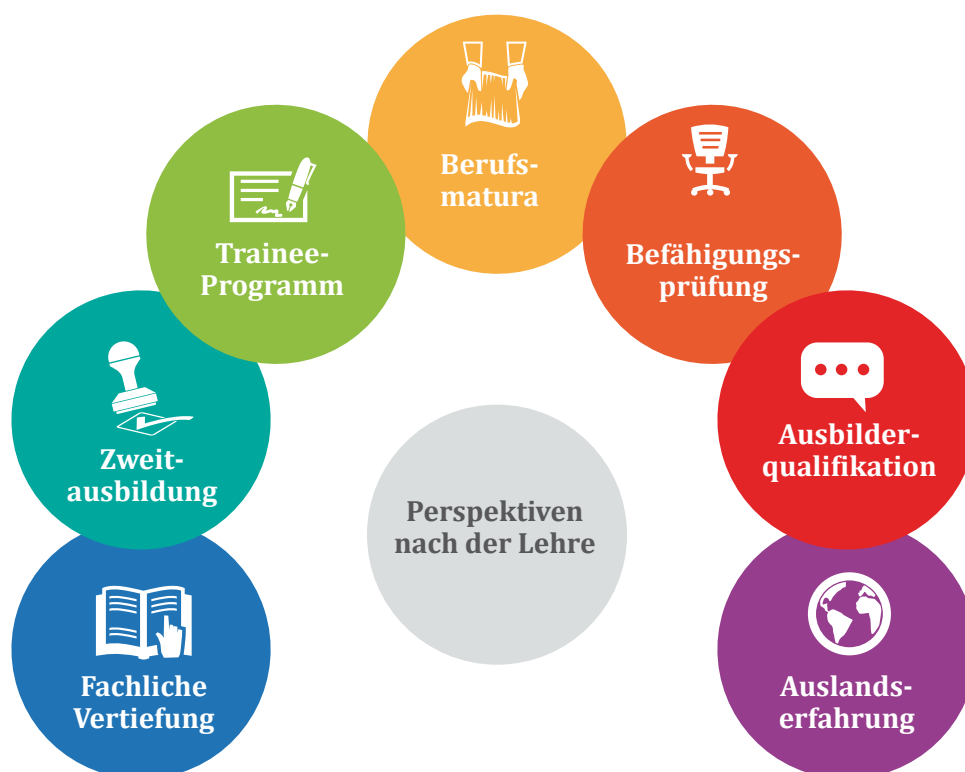 Berufs-
matura
Trainee-
Programm
Befähigungs-
prüfung
Zweit-
ausbildung
Ausbilder-
qualifikation
Perspektiven
nach der Lehre
Fachliche
Vertiefung
Auslands-
erfahrung